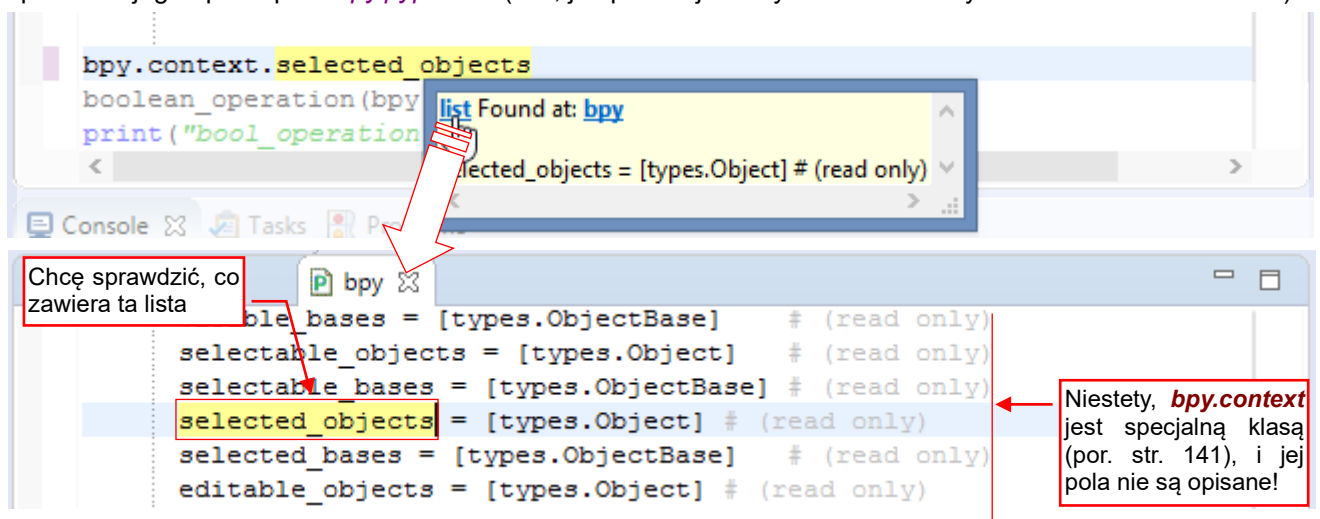 bpy.context.selected_objects
boolean_operation(bpy
print("bool_operation
list Found at: bpy
elected_objects = [types.Object] # (read only)
Console Tasks
Chcę sprawdzić, co
zawiera ta lista
bpy
ble_bases = [types.ObjectBase] # (read only)
selectable_objects = [types.Object] # (read only)
selectable_bases = [types.ObjectBase] # (read only)
selected_objects = [types.Object] # (read only)
selected_bases = [types.ObjectBase] # (read only)
editable_objects = [types.Object] # (read only)
Niestety, bpy.context
jest specjalną klasą
(por. str. 141), i jej
pola nie są opisane!